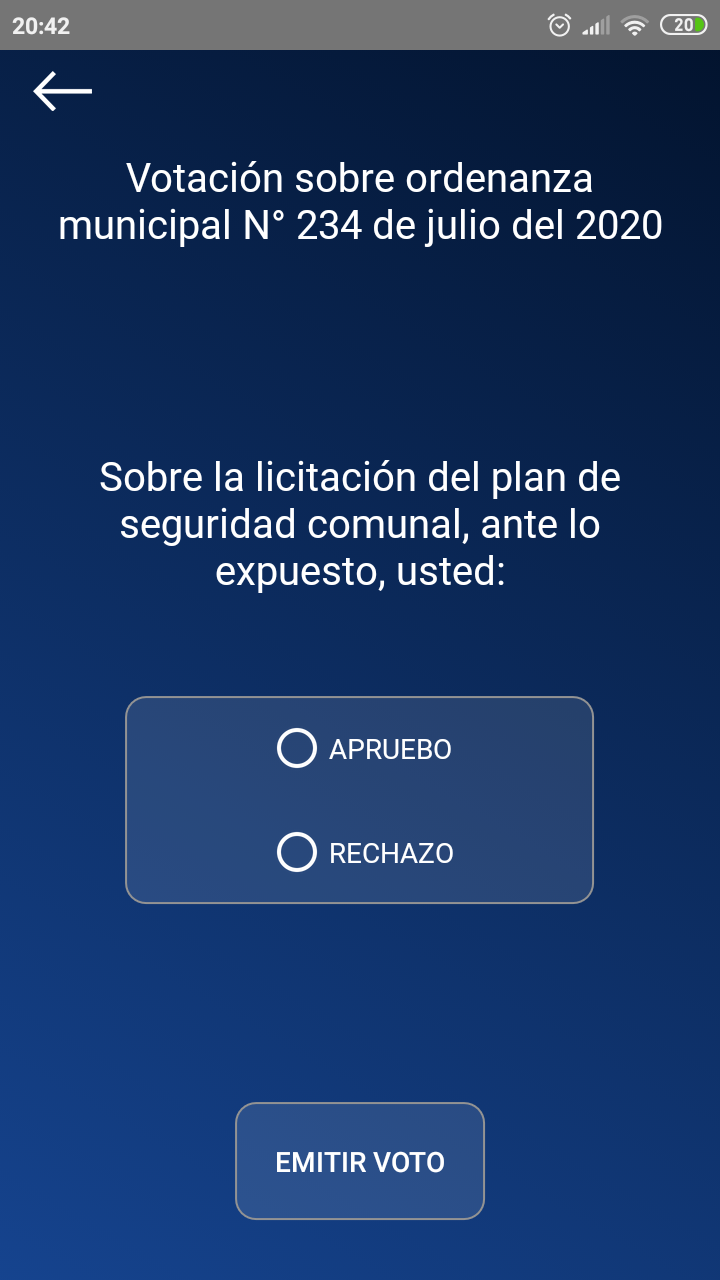 20:42
20
Votación sobre ordenanza
municipal N° 234 de julio del 2020
Sobre la licitación del plan de
seguridad comunal, ante lo
expuesto, usted:
APRUEBO
RECHAZO
EMITIR VOTO